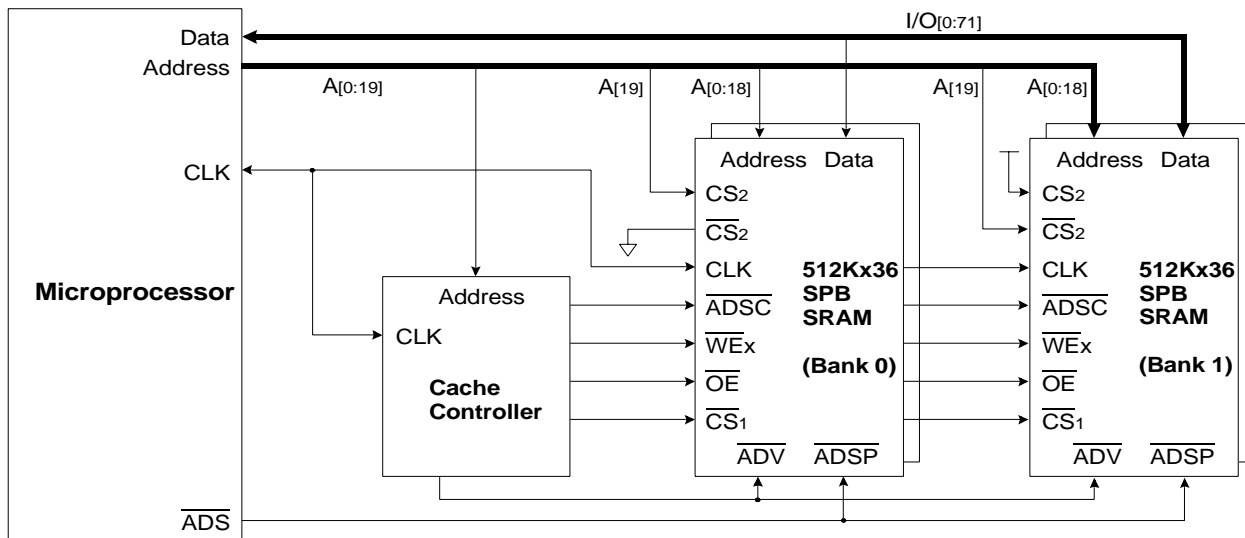 I/O[0:71]
Data
Address
A[0:19]
A[19]
A[0:18]
A[19]
A[0:18]
CLK
Microprocessor
ADS
Address
CLK
Cache
Controller
Address Data
CS2
CS2
CLK
ADSC
WEx
OE
CS1
ADV ADSP
512Kx36
SPB
SRAM
(Bank 0)
Address Data
CS2
CS2
CLK
ADSC
WEx
OE
CS1
ADV ADSP
512Kx36
SPB
SRAM
(Bank 1)